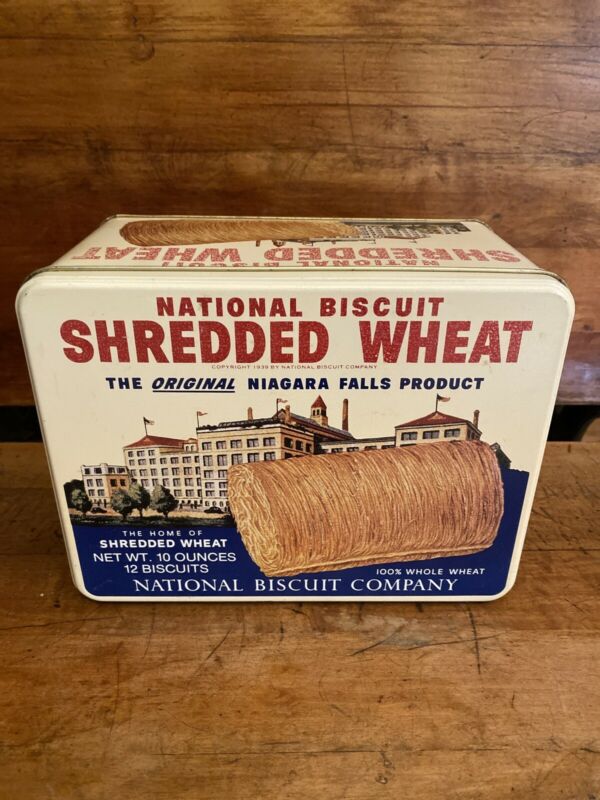 SHREDDED WHEAT
NATIONAL BISCUIT
NATIONAL BISCUIT
SHREDDED WHEAT
COPYRIGHT 1939 BY NATIONAL BISCUIT COMPANY
THE ORIGINAL NIAGARA FALLS PRODUCT
THE HOME OF
SHREDDED WHEAT
NET WT. 10 OUNCES
12 BISCUITS
100% WHOLE WHEAT
NATIONAL BISCUIT COMPANY